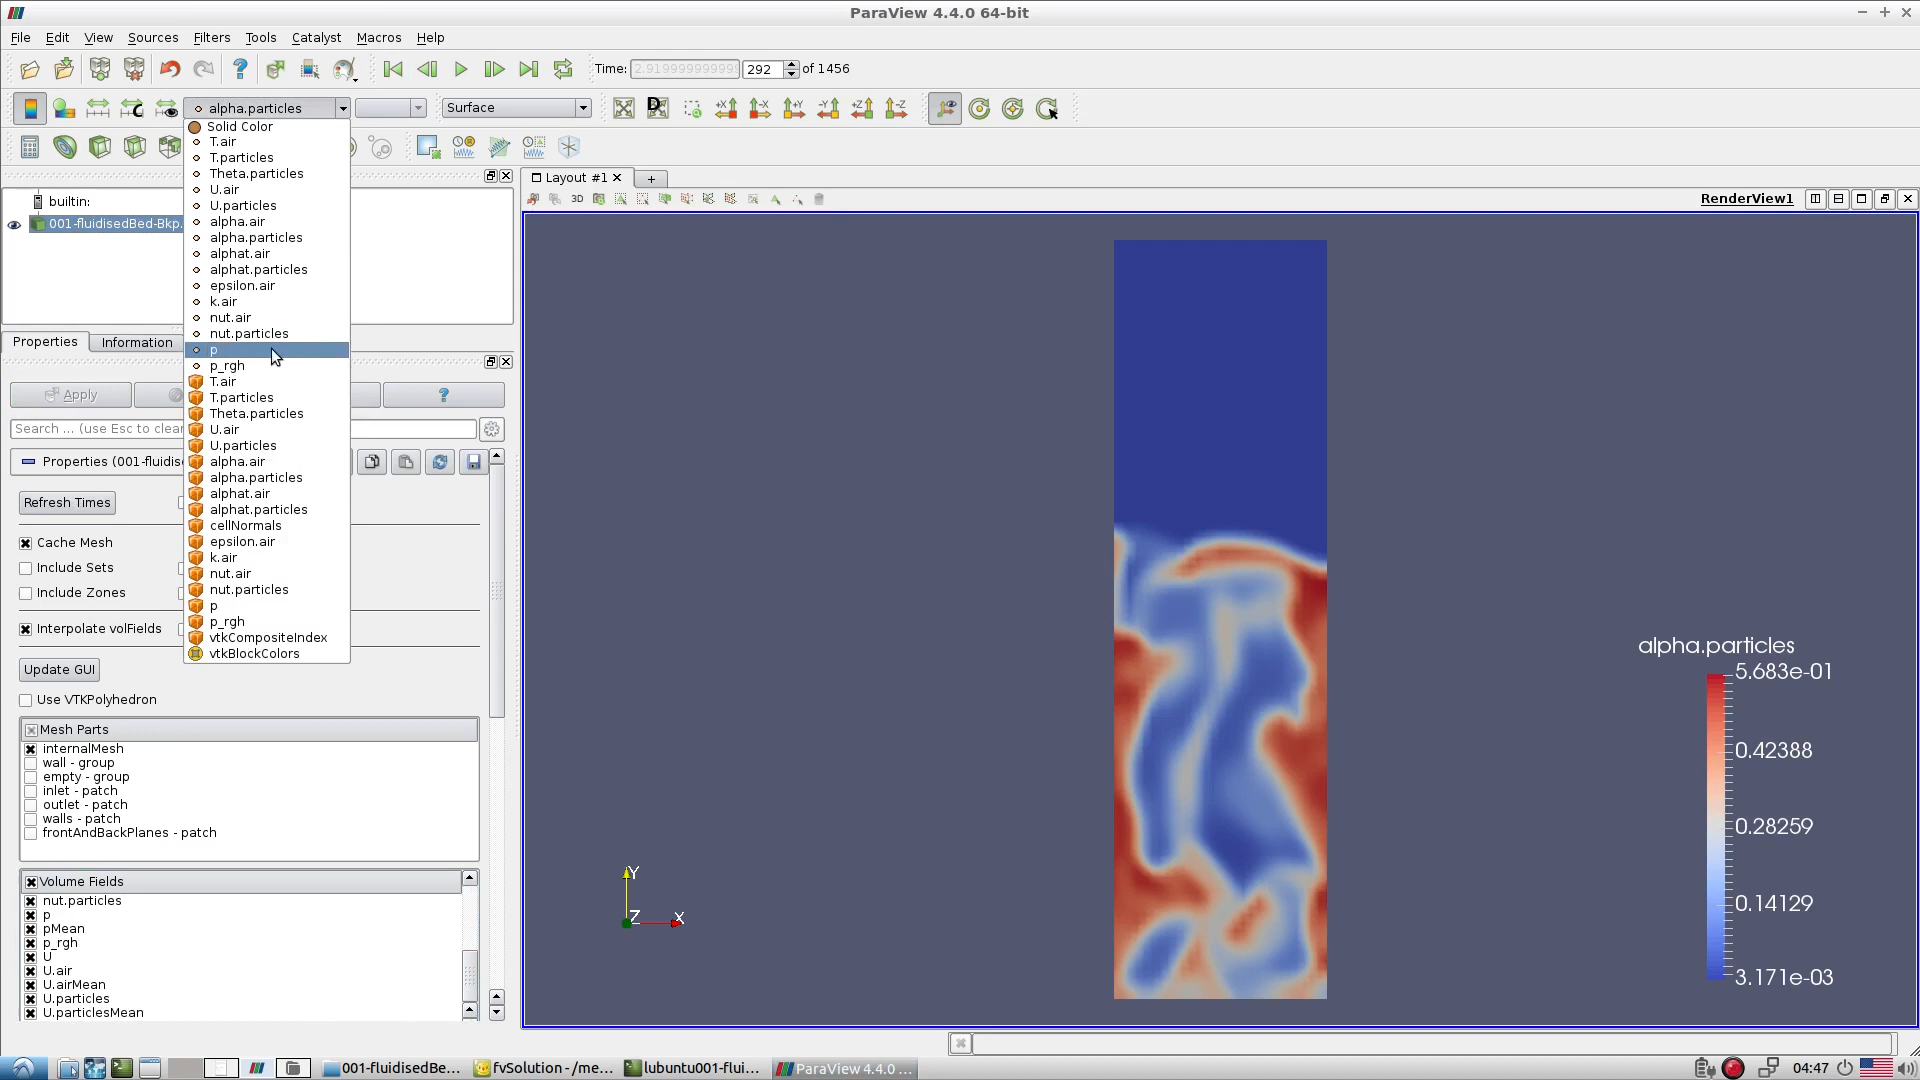 ParaView 4.4.0 64-bit
File Edit View Sources Filters Tools Catalyst Macros Help
Time: 2.919999999999 292 of 1456
alpha.particles Surface
Solid Color
T.air
T.particles
Theta.particles
U.air
U.particles
alpha.air
alpha.particles
alphat.air
alphat.particles
epsilon.air
k.air
nut.air
nut.particles
p
p_rgh
T.air
T.particles
Theta.particles
U.air
U.particles
alpha.air
alpha.particles
alphat.air
alphat.particles
cellNormals
epsilon.air
k.air
nut.air
nut.particles
p
p_rgh
vtkCompositeIndex
vtkBlockColors
builtin:
001-fluidisedBed-Bkp.
Properties Information
Apply ?
Search ... (use Esc to clear
Properties (001-fluidis
Refresh Times
Cache Mesh
Include Sets
Include Zones
Interpolate volFields
Update GUI
Use VTKPolyhedron
Mesh Parts
internalMesh
wall - group
empty - group
inlet - patch
outlet - patch
walls - patch
frontAndBackPlanes - patch
Volume Fields
nut.particles
p
pMean
p_rgh
U
U.air
U.airMean
U.particles
U.particlesMean
Layout #1
3D
RenderView1
alpha.particles
5.683e-01
0.42388
0.28259
0.14129
3.171e-03
Y
Z X
001-fluidisedBe... fvSolution - /me... lubuntu001-flui... ParaView 4.4.0 ... 04:47